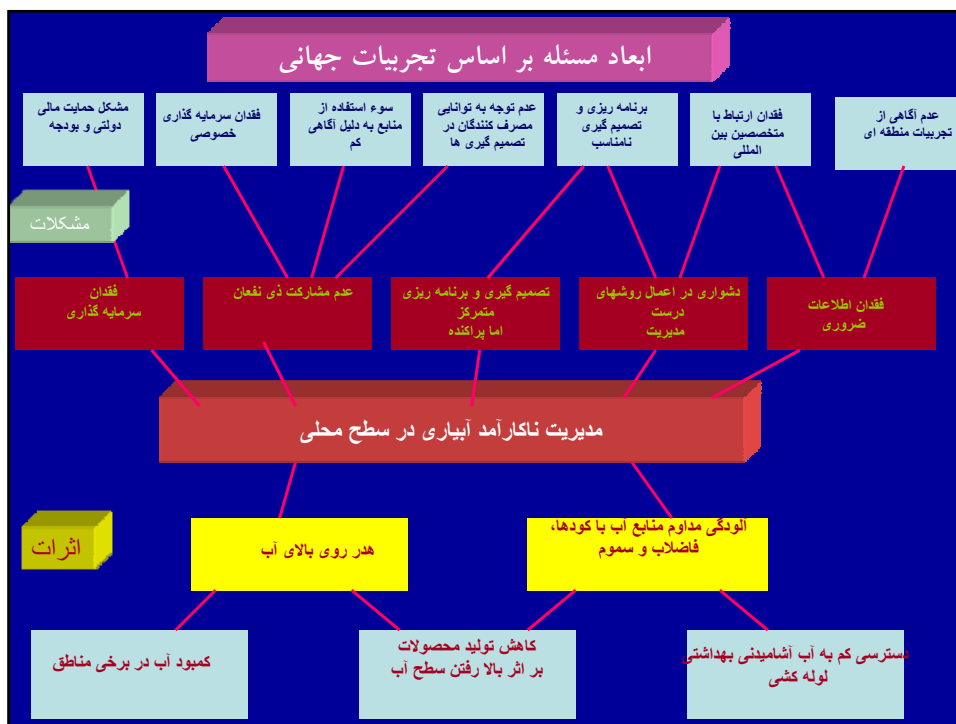 ابعاد مسئله بر اساس تجربیات جهانی
عدم آگاهی از
تجربیات منطقه ای
فقدان ارتباط با
متخصصین بین
المللی
برنامه ریزی و
تصمیم گیری
نامناسب
عدم توجه به توانایی
مصرف کنندگان در
تصمیم گیری ها
سوء استفاده از
منابع به دلیل آگاهی
کم
فقدان سرمایه گذاری
خصوصی
مشکل حمایت مالی
دولتی و بودجه
مشکلات
فقدان اطلاعات
ضروری
دشواری در اعمال روشهای
درست
مدیریت
تصمیم گیری و برنامه ریزی
متمرکز
اما پراکنده
عدم مشارکت ذی نفعان
فقدان
سرمایه گذاری
مدیریت ناکارآمد آبیاری در سطح محلی
اثرات
آلودگی مداوم منابع آب با کودها،
فاضلاب و سموم
هدر روی بالای آب
دسترسی کم به آب آشامیدنی بهداشتی
لوله کشی
کاهش تولید محصولات
بر اثر بالا رفتن سطح آب
کمبود آب در برخی مناطق